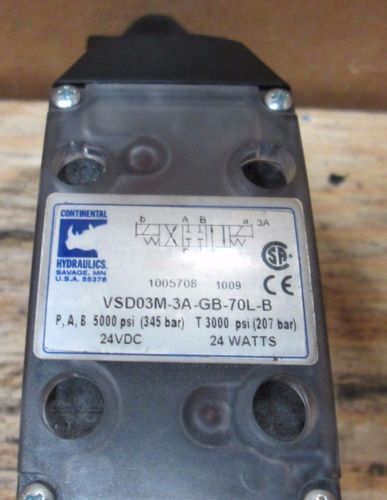 CONTINENTAL
HYDRAULICS.
SAVAGE, MN
U.S.A. 55378
b A B a 3A
1005708 1009
VSD03M-3A-GB-70L-B
P, A, B 5000 psi (345 bar) T 3000 psi (207 bar)
24VDC 24 WATTS